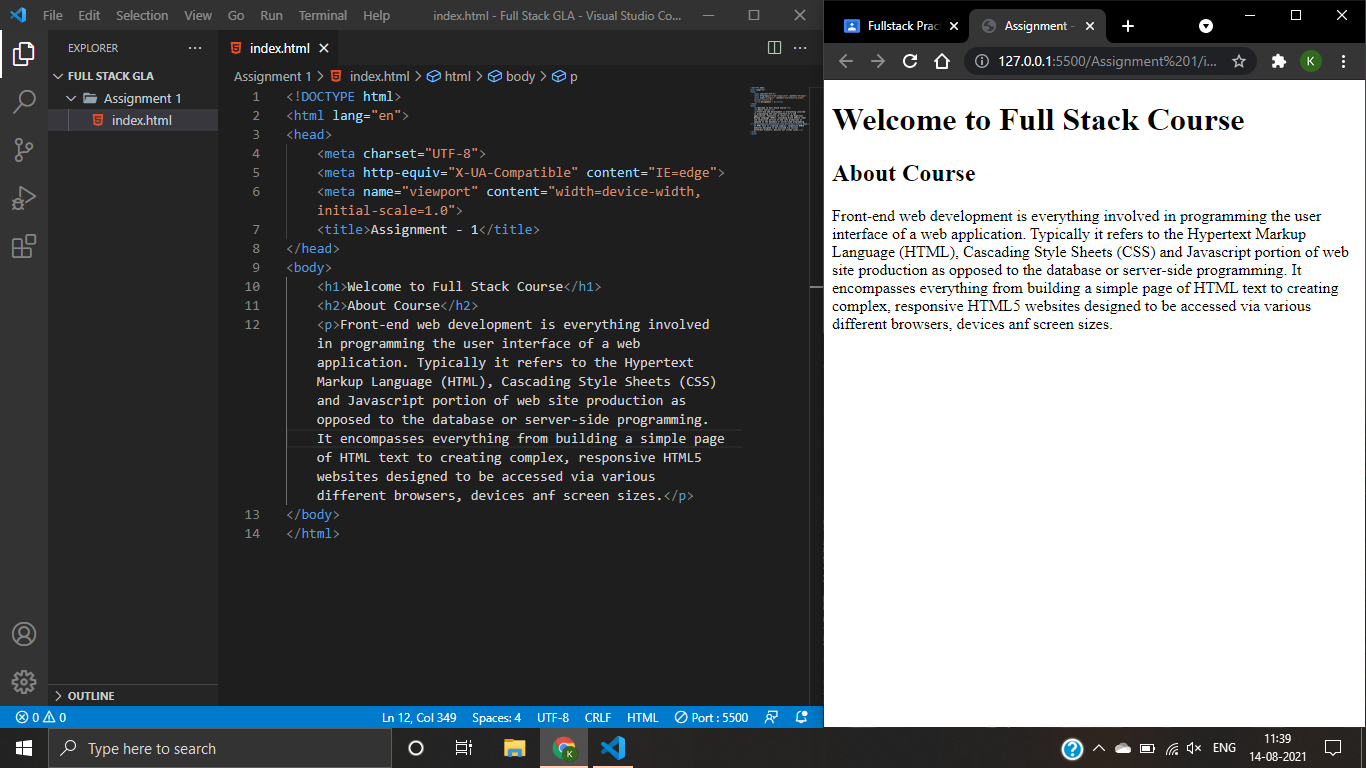 File Edit Selection View Go Run Terminal Help index.html - Full Stack GLA - Visual Studio Co...
EXPLORER
FULL STACK GLA
Assignment 1
index.html
OUTLINE
index.html
Assignment 1 > index.html > html > body > p
1 <!DOCTYPE html>
2 <html lang="en">
3 <head>
4 <meta charset="UTF-8">
5 <meta http-equiv="X-UA-Compatible" content="IE=edge">
6 <meta name="viewport" content="width=device-width,
initial-scale=1.0">
7 <title>Assignment - 1</title>
8 </head>
9 <body>
10 <h1>Welcome to Full Stack Course</h1>
11 <h2>About Course</h2>
12 <p>Front-end web development is everything involved
in programming the user interface of a web
application. Typically it refers to the Hypertext
Markup Language (HTML), Cascading Style Sheets (CSS)
and Javascript portion of web site production as
opposed to the database or server-side programming.
It encompasses everything from building a simple page
of HTML text to creating complex, responsive HTML5
websites designed to be accessed via various
different browsers, devices anf screen sizes.</p>
13 </body>
14 </html>
0 0 Ln 12, Col 349 Spaces: 4 UTF-8 CRLF HTML Port : 5500
Fullstack Prac Assignment -
127.0.0.1:5500/Assignment%201/i... K
Welcome to Full Stack Course
About Course
Front-end web development is everything involved in programming the user
interface of a web application. Typically it refers to the Hypertext Markup
Language (HTML), Cascading Style Sheets (CSS) and Javascript portion of web
site production as opposed to the database or server-side programming. It
encompasses everything from building a simple page of HTML text to creating
complex, responsive HTML5 websites designed to be accessed via various
different browsers, devices anf screen sizes.
Type here to search K ENG 11:39
14-08-2021